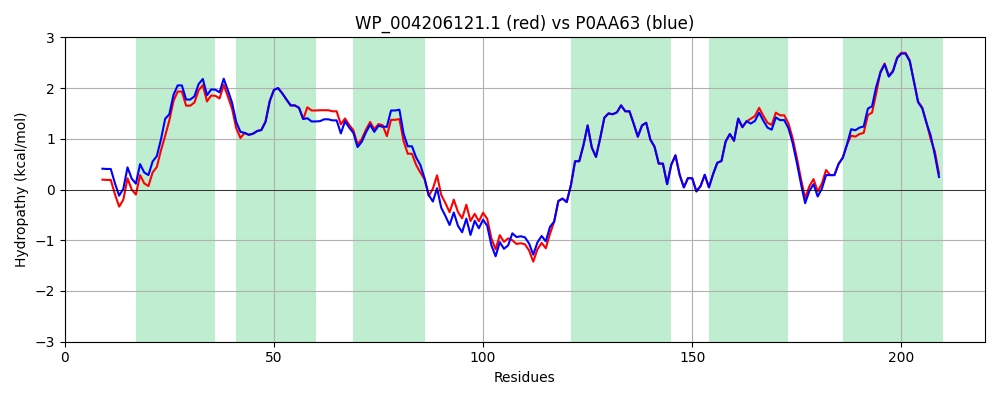 WP_004206121.1 (red) vs P0AA63 (blue)
Hydropathy (kcal/mol)
3
2
1
0
−1
−2
−3
0 50 100 150 200
Residues